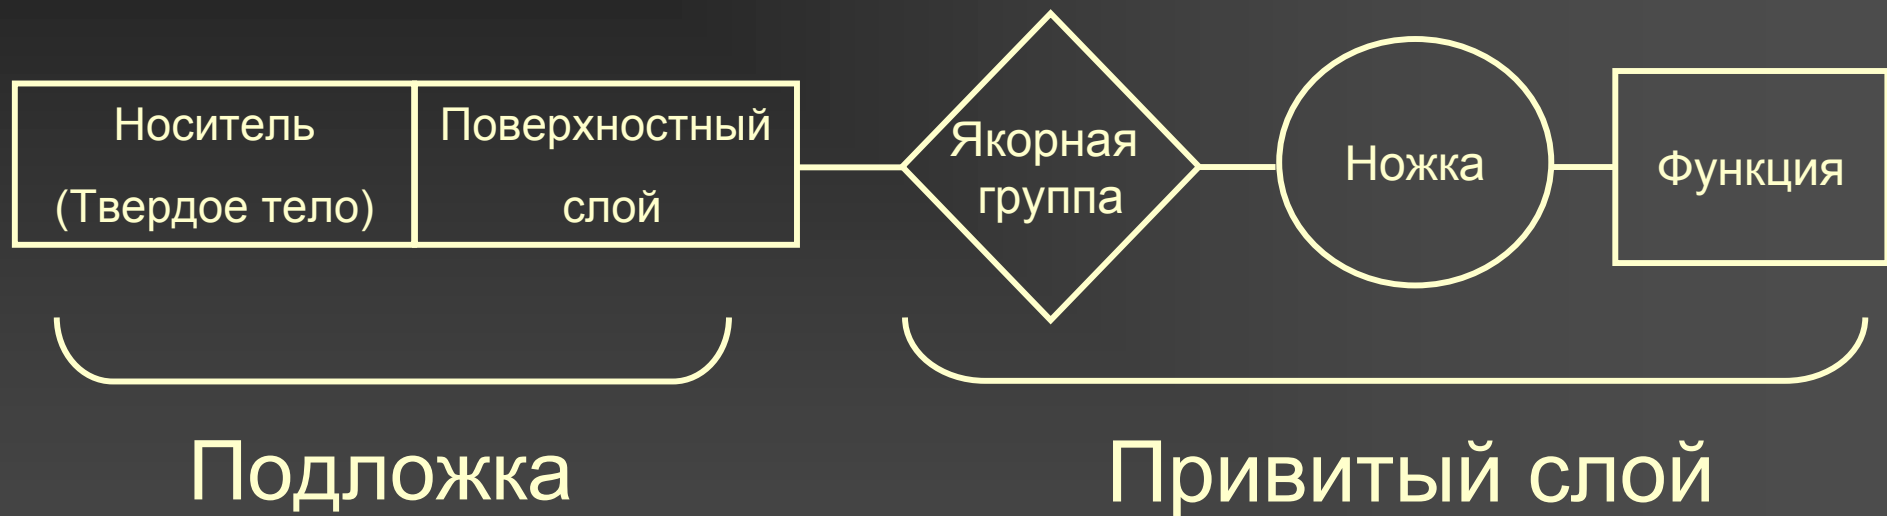 Носитель
(Твердое тело)
Поверхностный
слой
Якорная
группа
Ножка
Функция
Подложка
Привитый слой